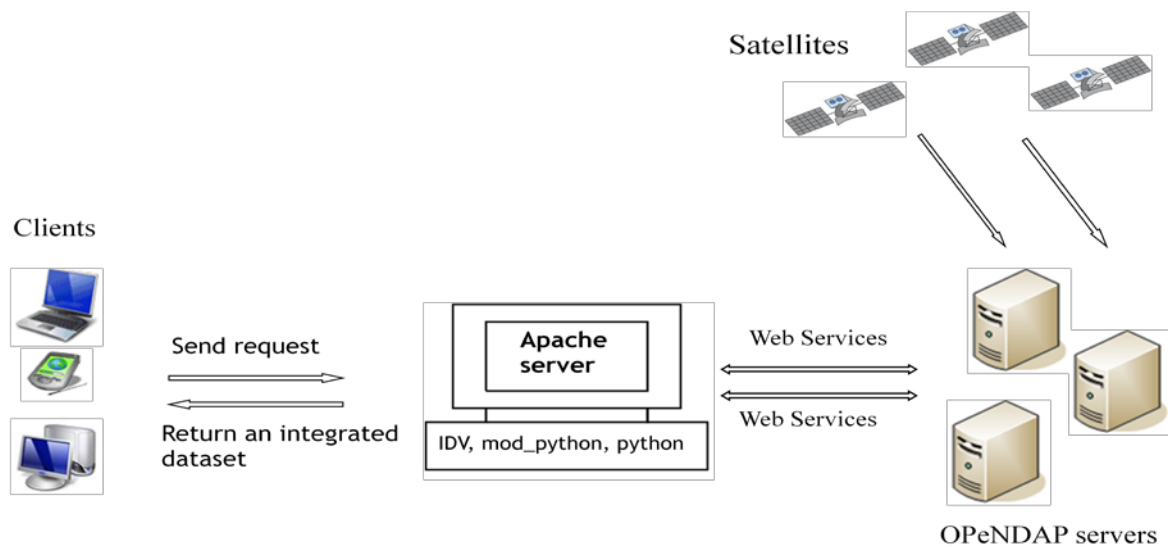 Satellites
Clients
Send request
Return an integrated
dataset
Apache
server
IDV, mod_python, python
Web Services
Web Services
OPeNDAP servers